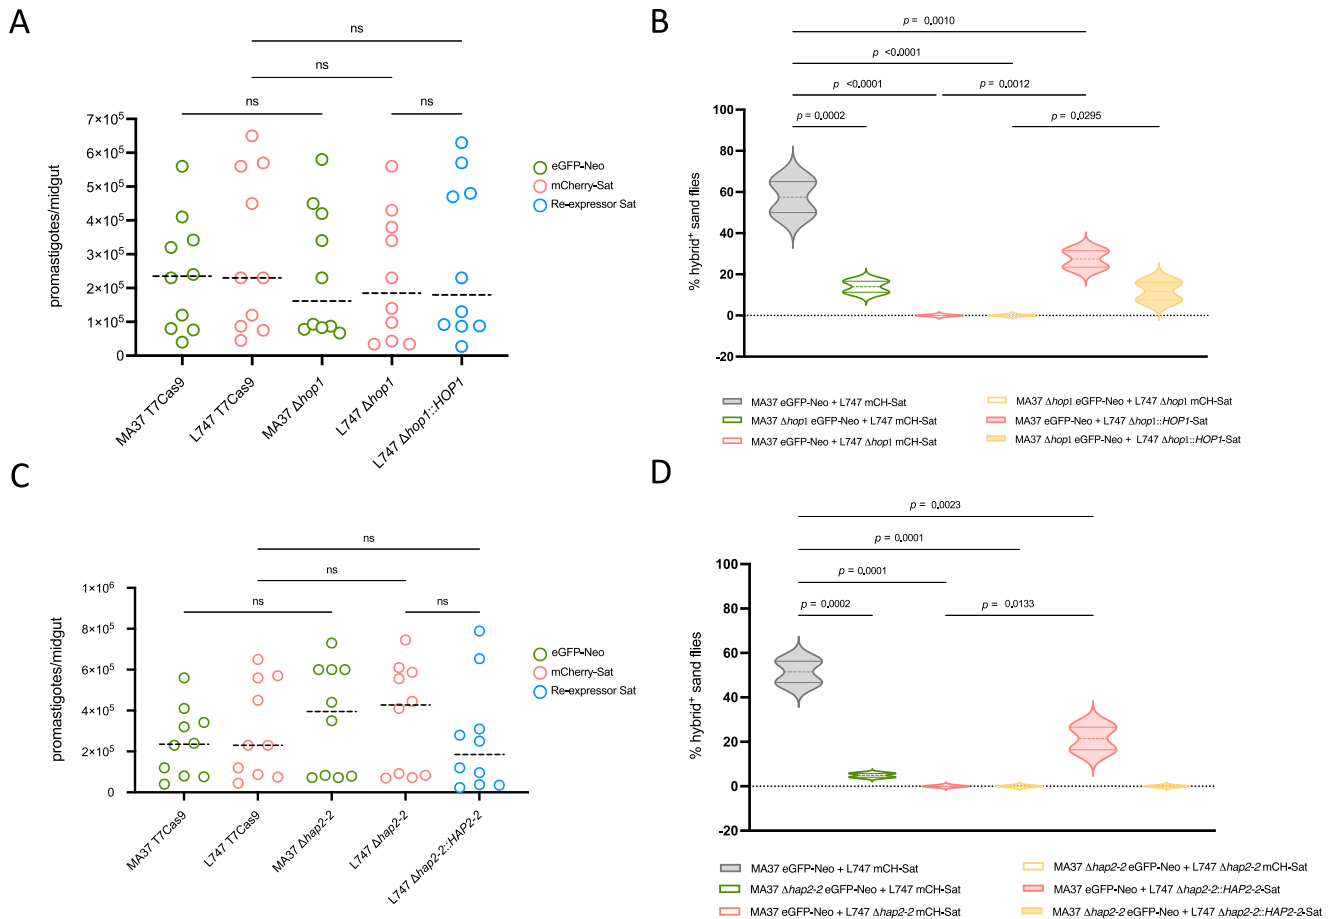 A
ns
ns
ns
ns
7×10⁵
6×10⁵
5×10⁵
4×10⁵
3×10⁵
2×10⁵
1×10⁵
0
promastigotes/midgut
MA37 T7Cas9
L747 T7Cas9
MA37 Δhop1
L747 Δhop1
L747 Δhop1::HOP1
eGFP-Neo
mCherry-Sat
Re-expressor Sat
B
p = 0.0010
p <0.0001
p <0.0001
p = 0.0012
p = 0.0002
p = 0.0295
100
80
60
40
20
0
-20
% hybrid⁺ sand flies
MA37 eGFP-Neo + L747 mCH-Sat
MA37 Δhop1 eGFP-Neo + L747 mCH-Sat
MA37 eGFP-Neo + L747 Δhop1 mCH-Sat
MA37 Δhop1 eGFP-Neo + L747 Δhop1 mCH-Sat
MA37 eGFP-Neo + L747 Δhop1::HOP1-Sat
MA37 Δhop1 eGFP-Neo + L747 Δhop1::HOP1-Sat
C
ns
ns
ns
ns
1×10⁶
8×10⁵
6×10⁵
4×10⁵
2×10⁵
0
promastigotes/midgut
MA37 T7Cas9
L747 T7Cas9
MA37 Δhap2-2
L747 Δhap2-2
L747 Δhap2-2::HAP2-2
eGFP-Neo
mCherry-Sat
Re-expressor Sat
D
p = 0.0023
p = 0.0001
p = 0.0001
p = 0.0002
p = 0.0133
100
80
60
40
20
0
-20
% hybrid⁺ sand flies
MA37 eGFP-Neo + L747 mCH-Sat
MA37 Δhap2-2 eGFP-Neo + L747 mCH-Sat
MA37 eGFP-Neo + L747 Δhap2-2 mCH-Sat
MA37 Δhap2-2 eGFP-Neo + L747 Δhap2-2 mCH-Sat
MA37 eGFP-Neo + L747 Δhap2-2::HAP2-2-Sat
MA37 Δhap2-2 eGFP-Neo + L747 Δhap2-2::HAP2-2-Sat